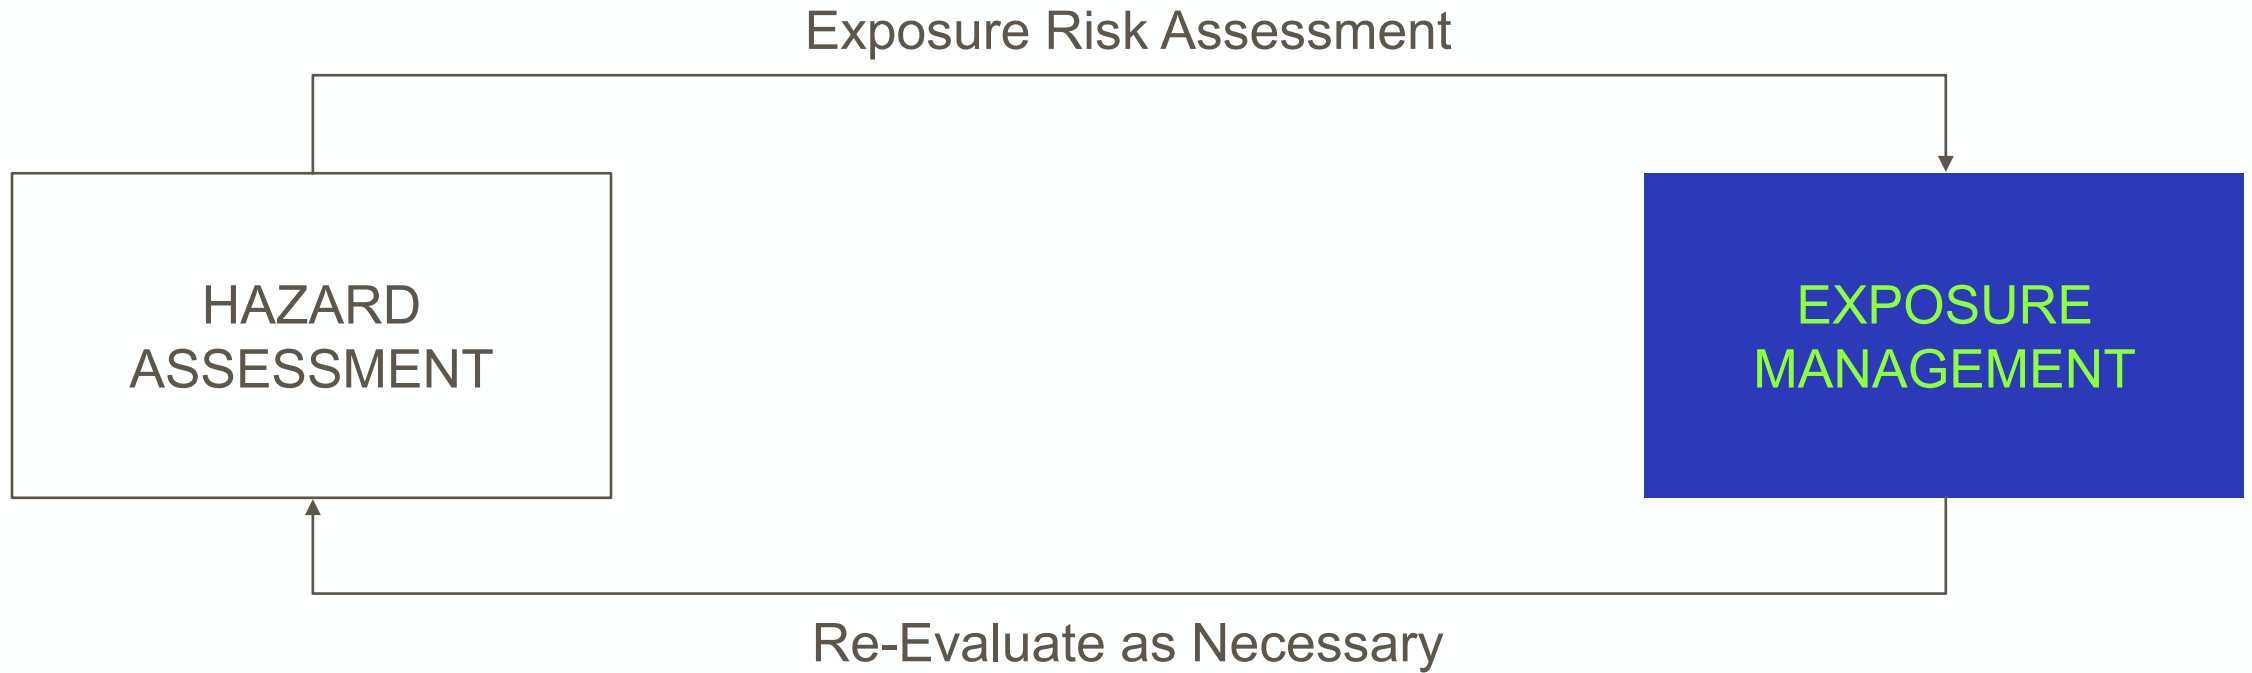 Exposure Risk Assessment
HAZARD
ASSESSMENT
EXPOSURE
MANAGEMENT
Re-Evaluate as Necessary